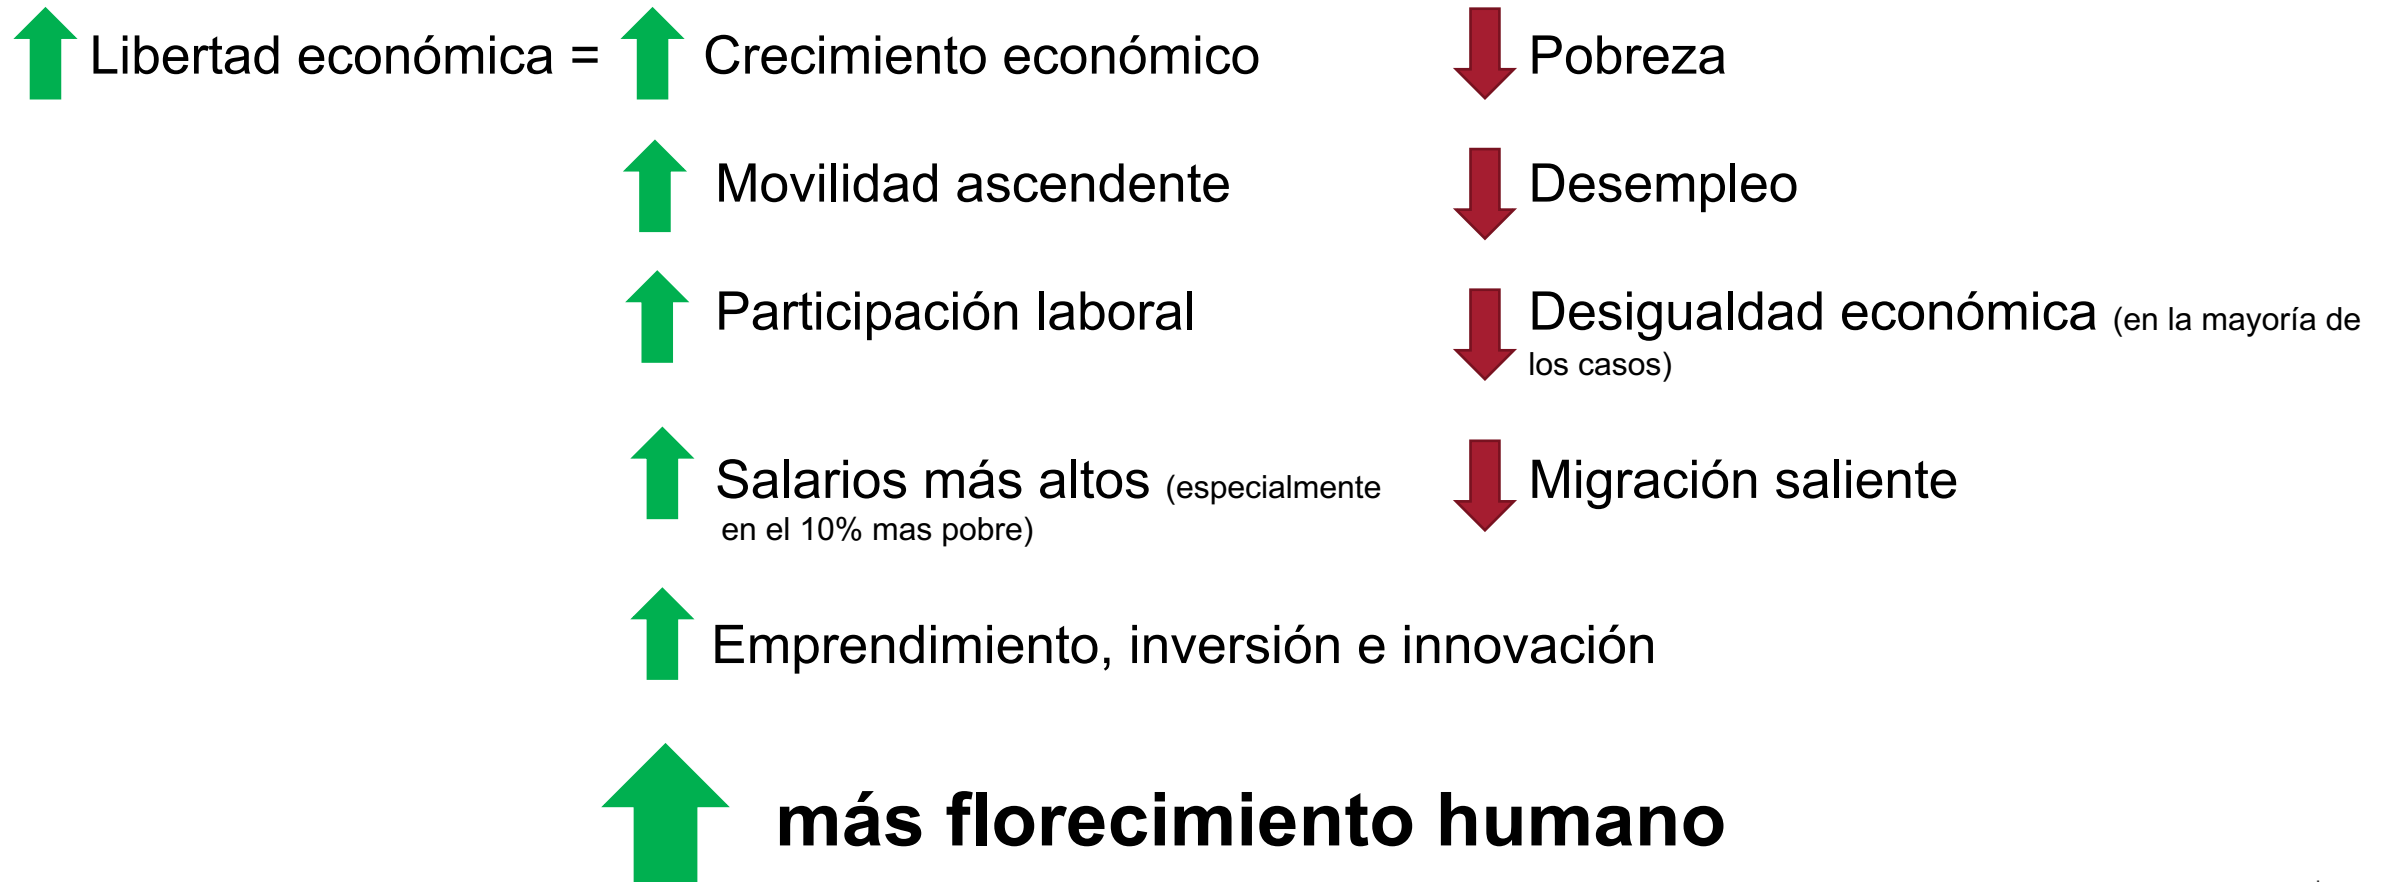 Libertad económica = Crecimiento económico
Pobreza
Movilidad ascendente
Desempleo
Participación laboral
Desigualdad económica (en la mayoría de
los casos)
Salarios más altos (especialmente
en el 10% mas pobre)
Migración saliente
Emprendimiento, inversión e innovación
más florecimiento humano